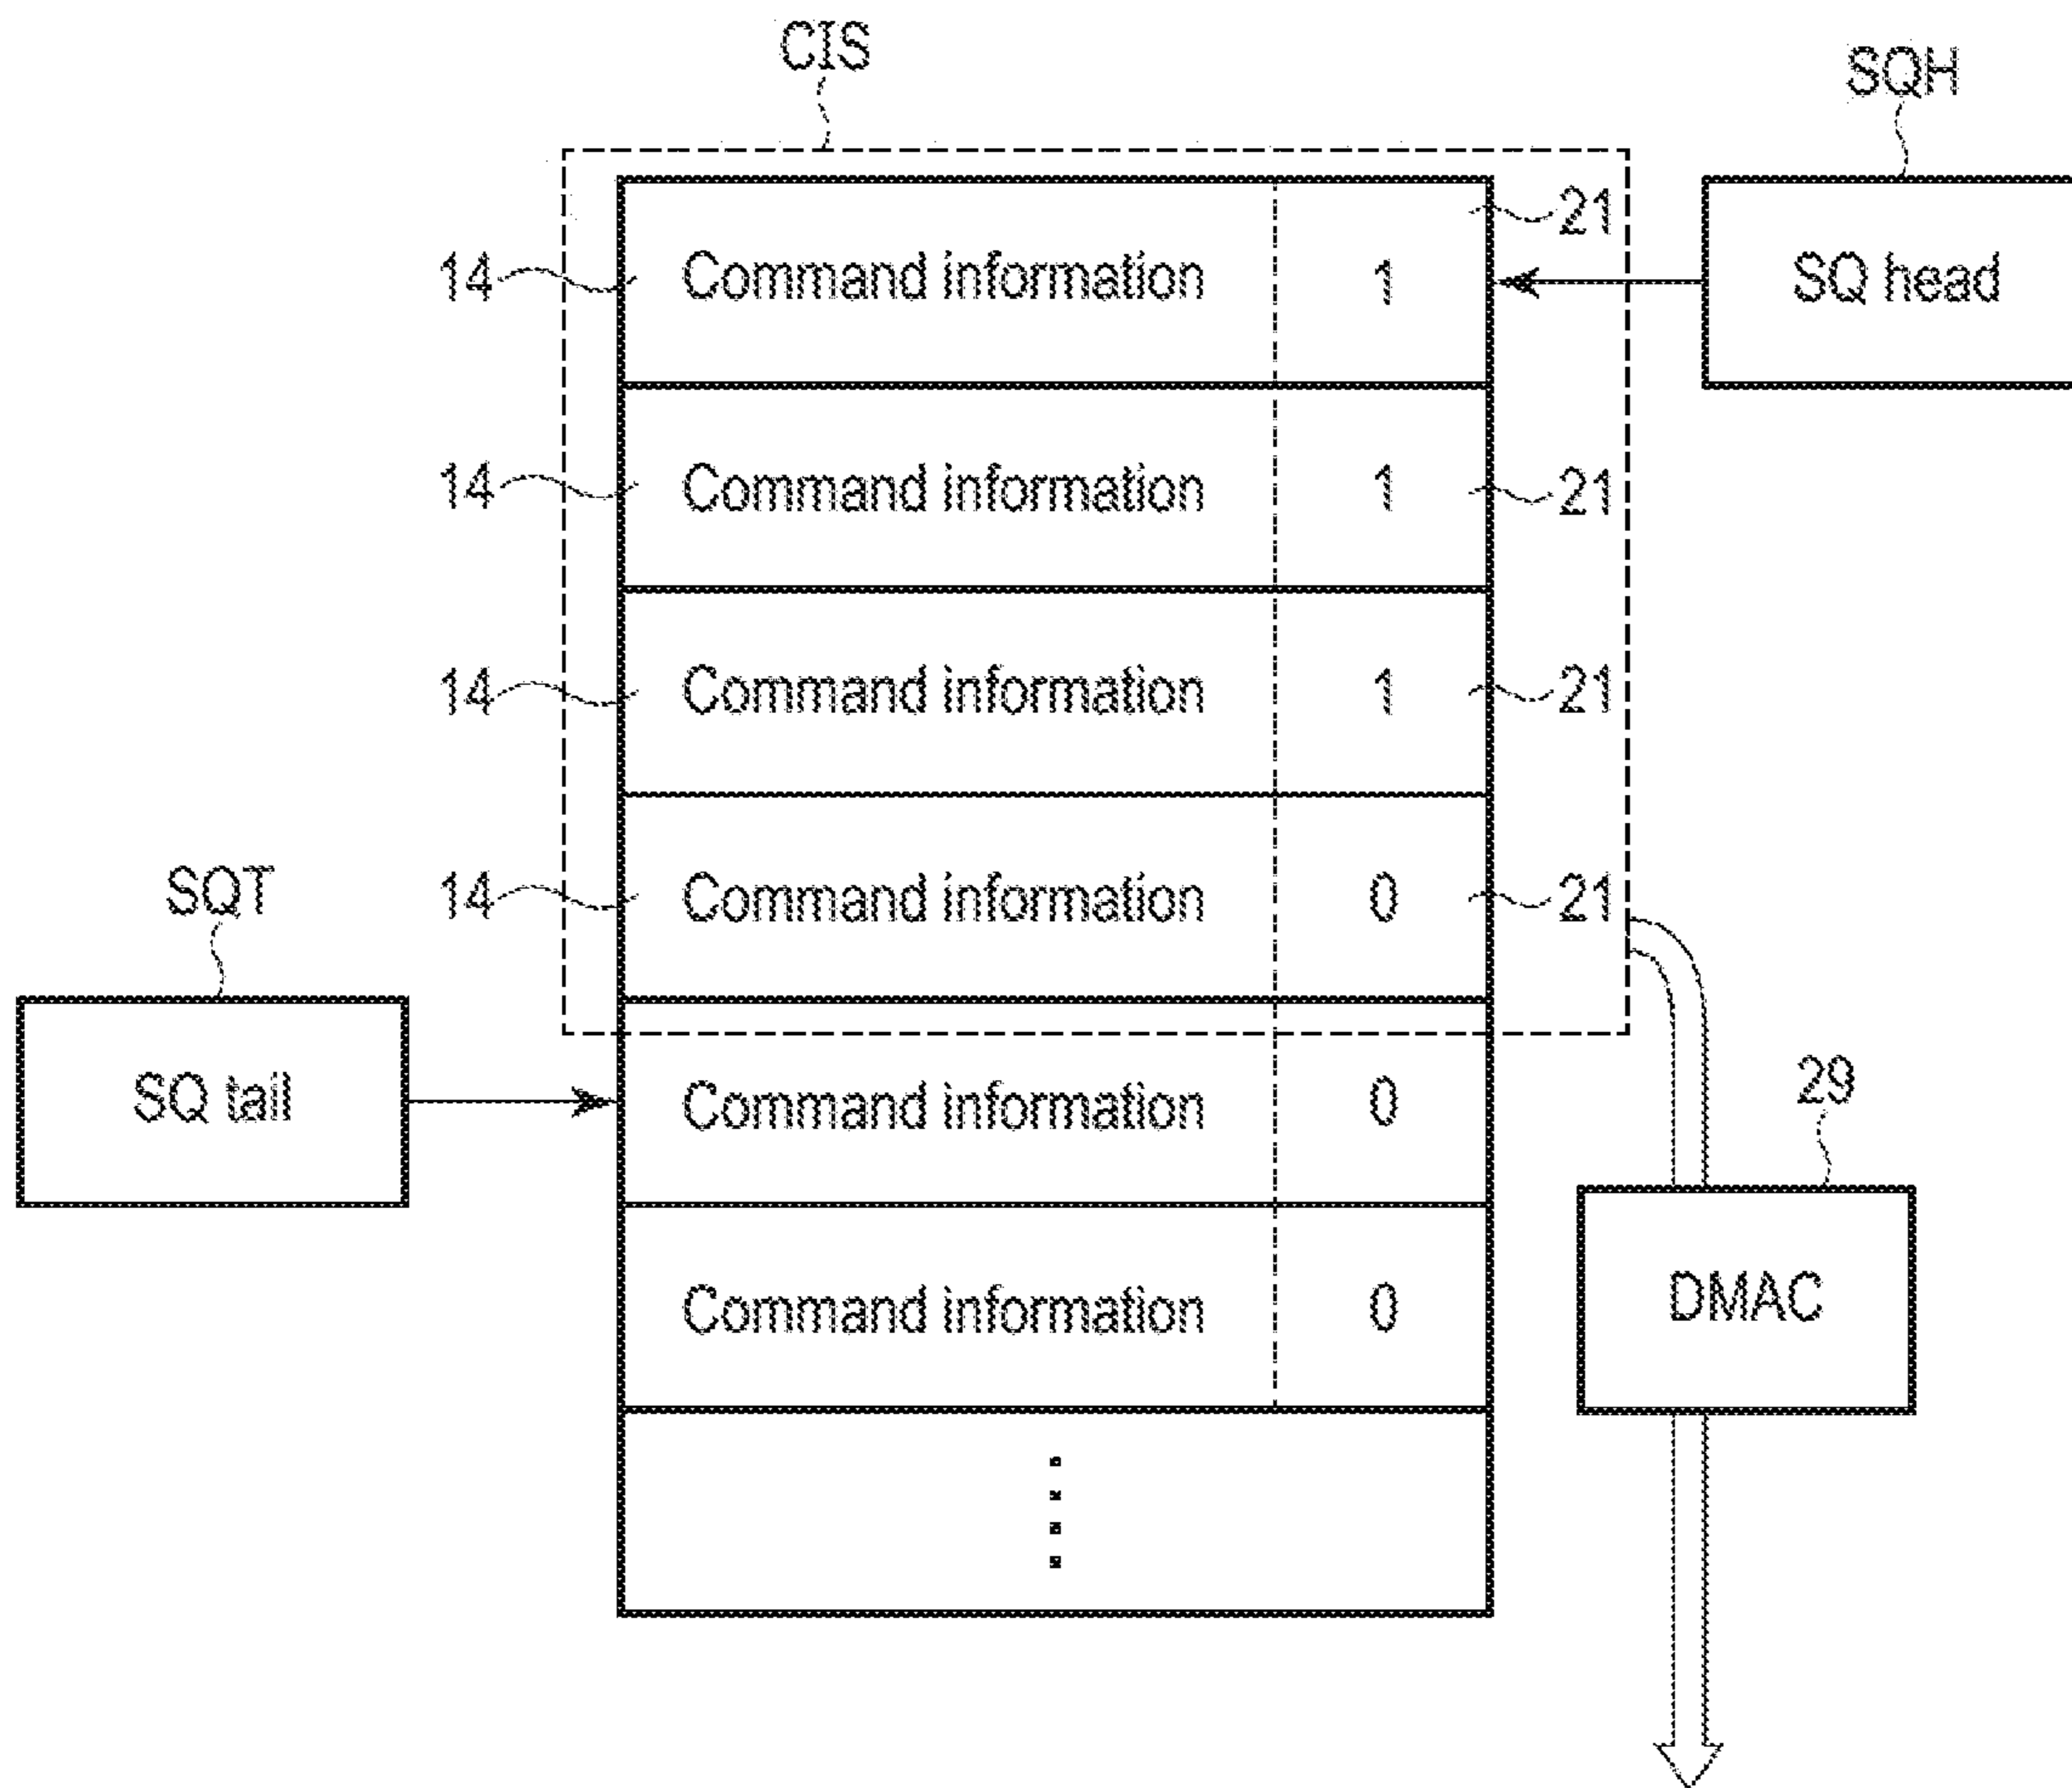 CIS
SQH
14 Command information 1 21
SQ head
14 Command information 1 21
14 Command information 1 21
14 Command information 0 21
SQT
SQ tail
Command information 0
29
Command information 0
DMAC